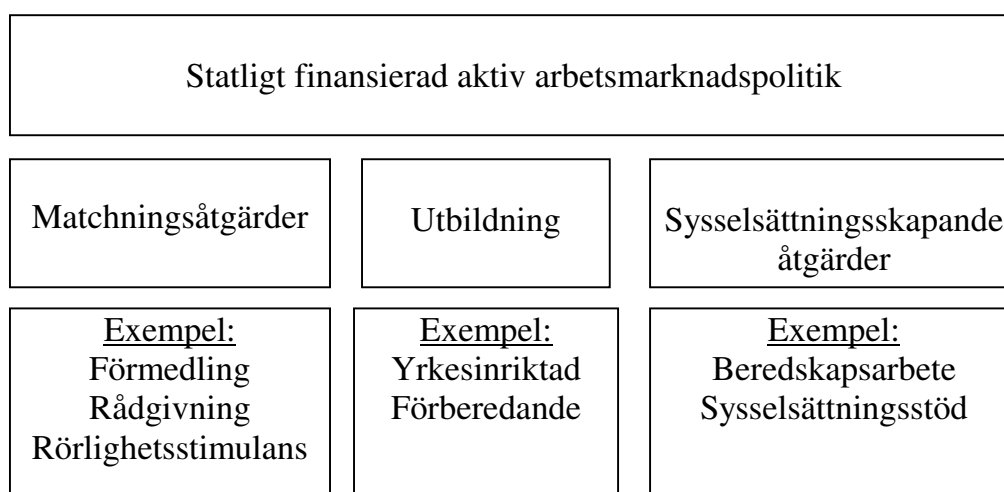 Statligt finansierad aktiv arbetsmarknadspolitik
Matchningsåtgärder
Utbildning
Sysselsättningsskapande
åtgärder
Exempel:
Förmedling
Rådgivning
Rörlighetsstimulans
Exempel:
Yrkesinriktad
Förberedande
Exempel:
Beredskapsarbete
Sysselsättningsstöd